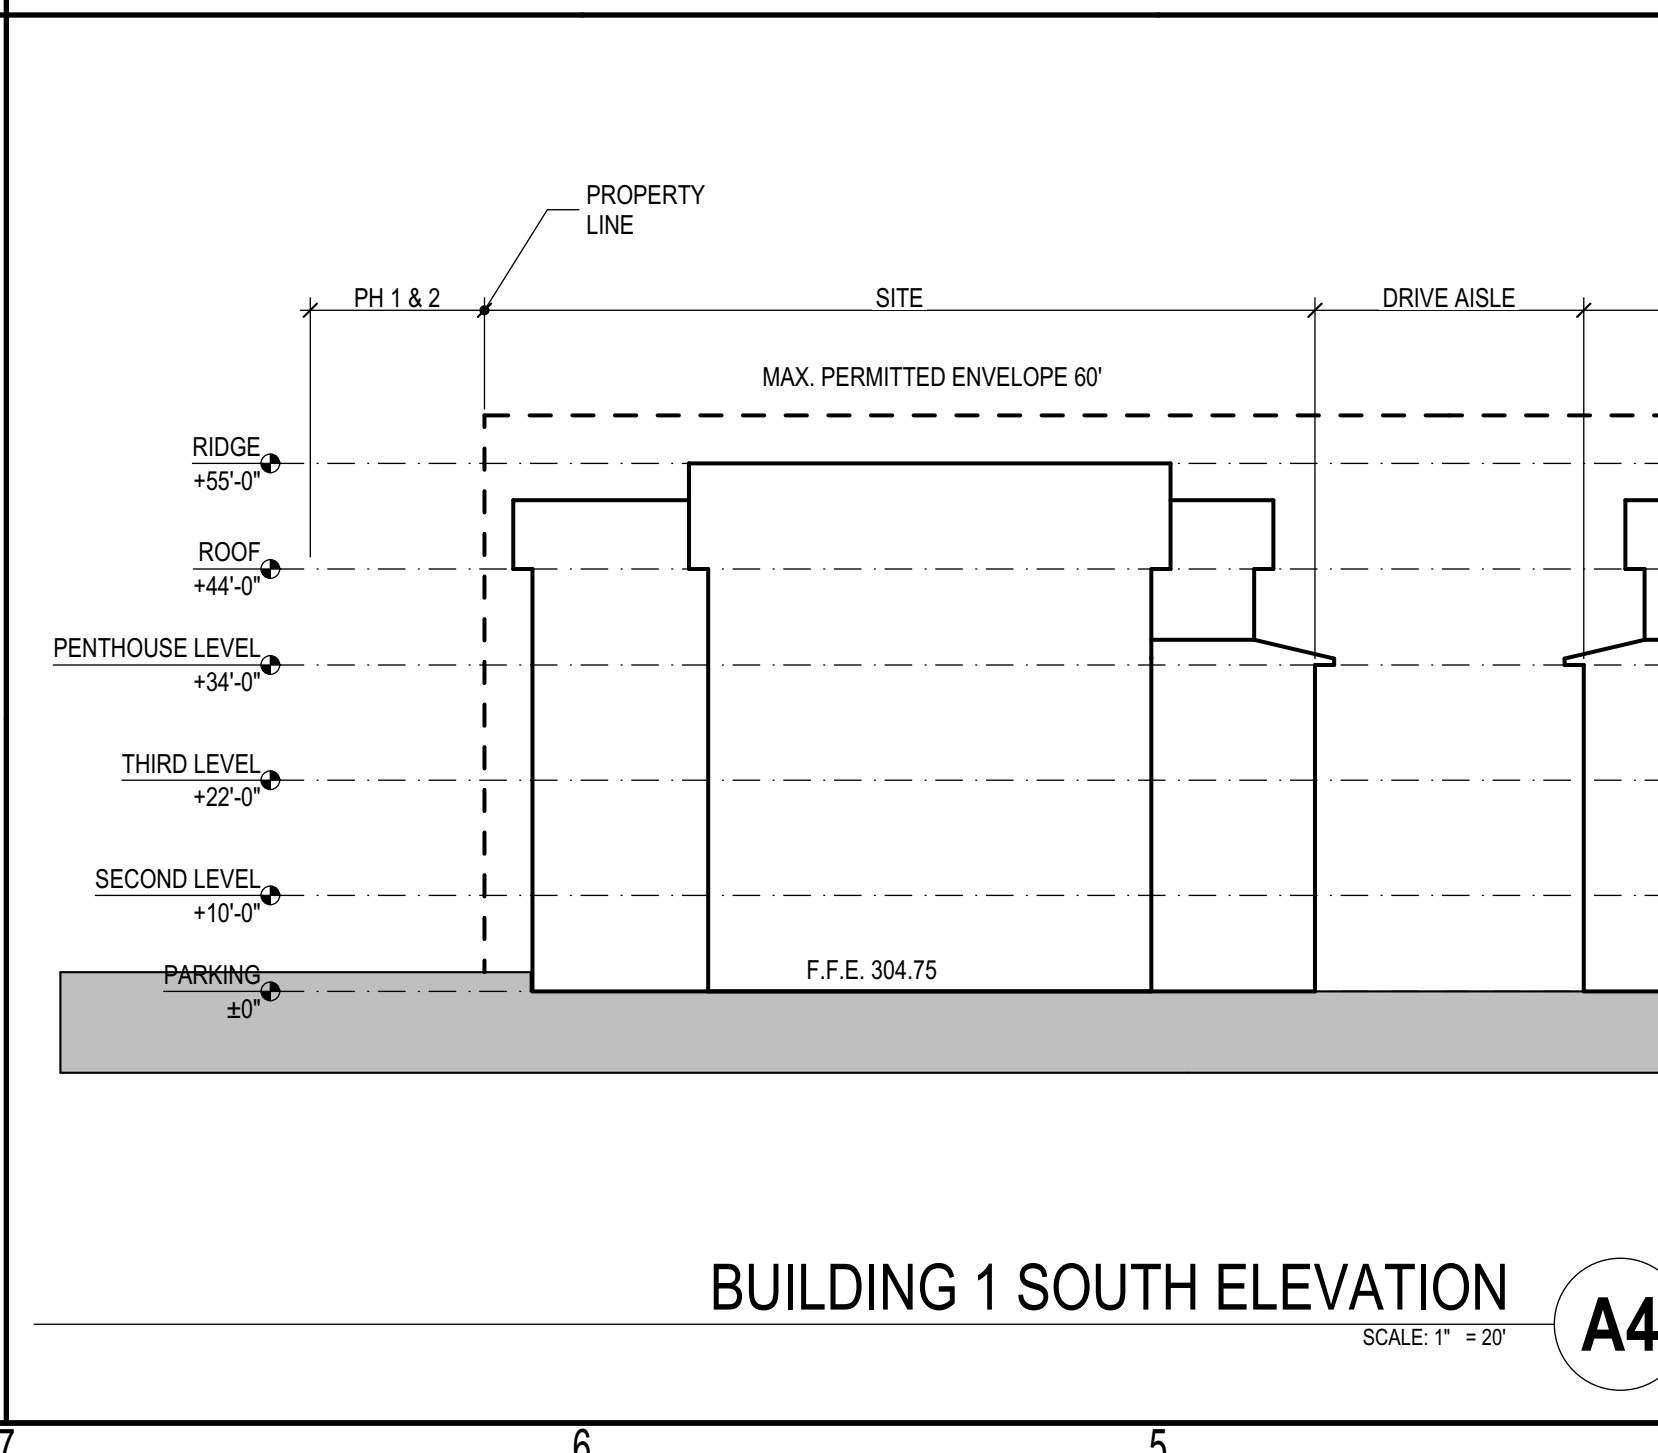 PROPERTY
LINE
PH 1 & 2
SITE
DRIVE AISLE
MAX. PERMITTED ENVELOPE 60'
RIDGE
+55'-0"
ROOF
+44'-0"
PENTHOUSE LEVEL
+34'-0"
THIRD LEVEL
+22'-0"
SECOND LEVEL
+10'-0"
F.F.E. 304.75
PARKING
±0"
BUILDING 1 SOUTH ELEVATION
A4
SCALE: 1" = 20'
7
6
5